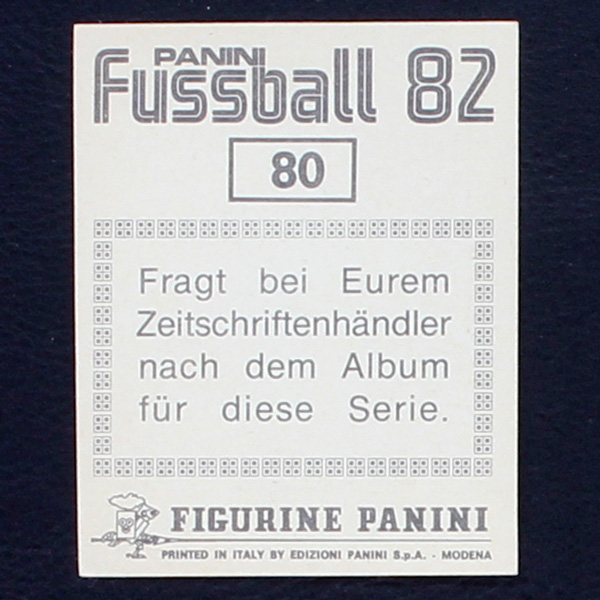 PANINI
Fussball 82
80
Fragt bei Eurem
Zeitschriftenhändler
nach dem Album
für diese Serie.
FIGURINE PANINI
PRINTED IN ITALY BY EDIZIONI PANINI S.p.A. - MODENA